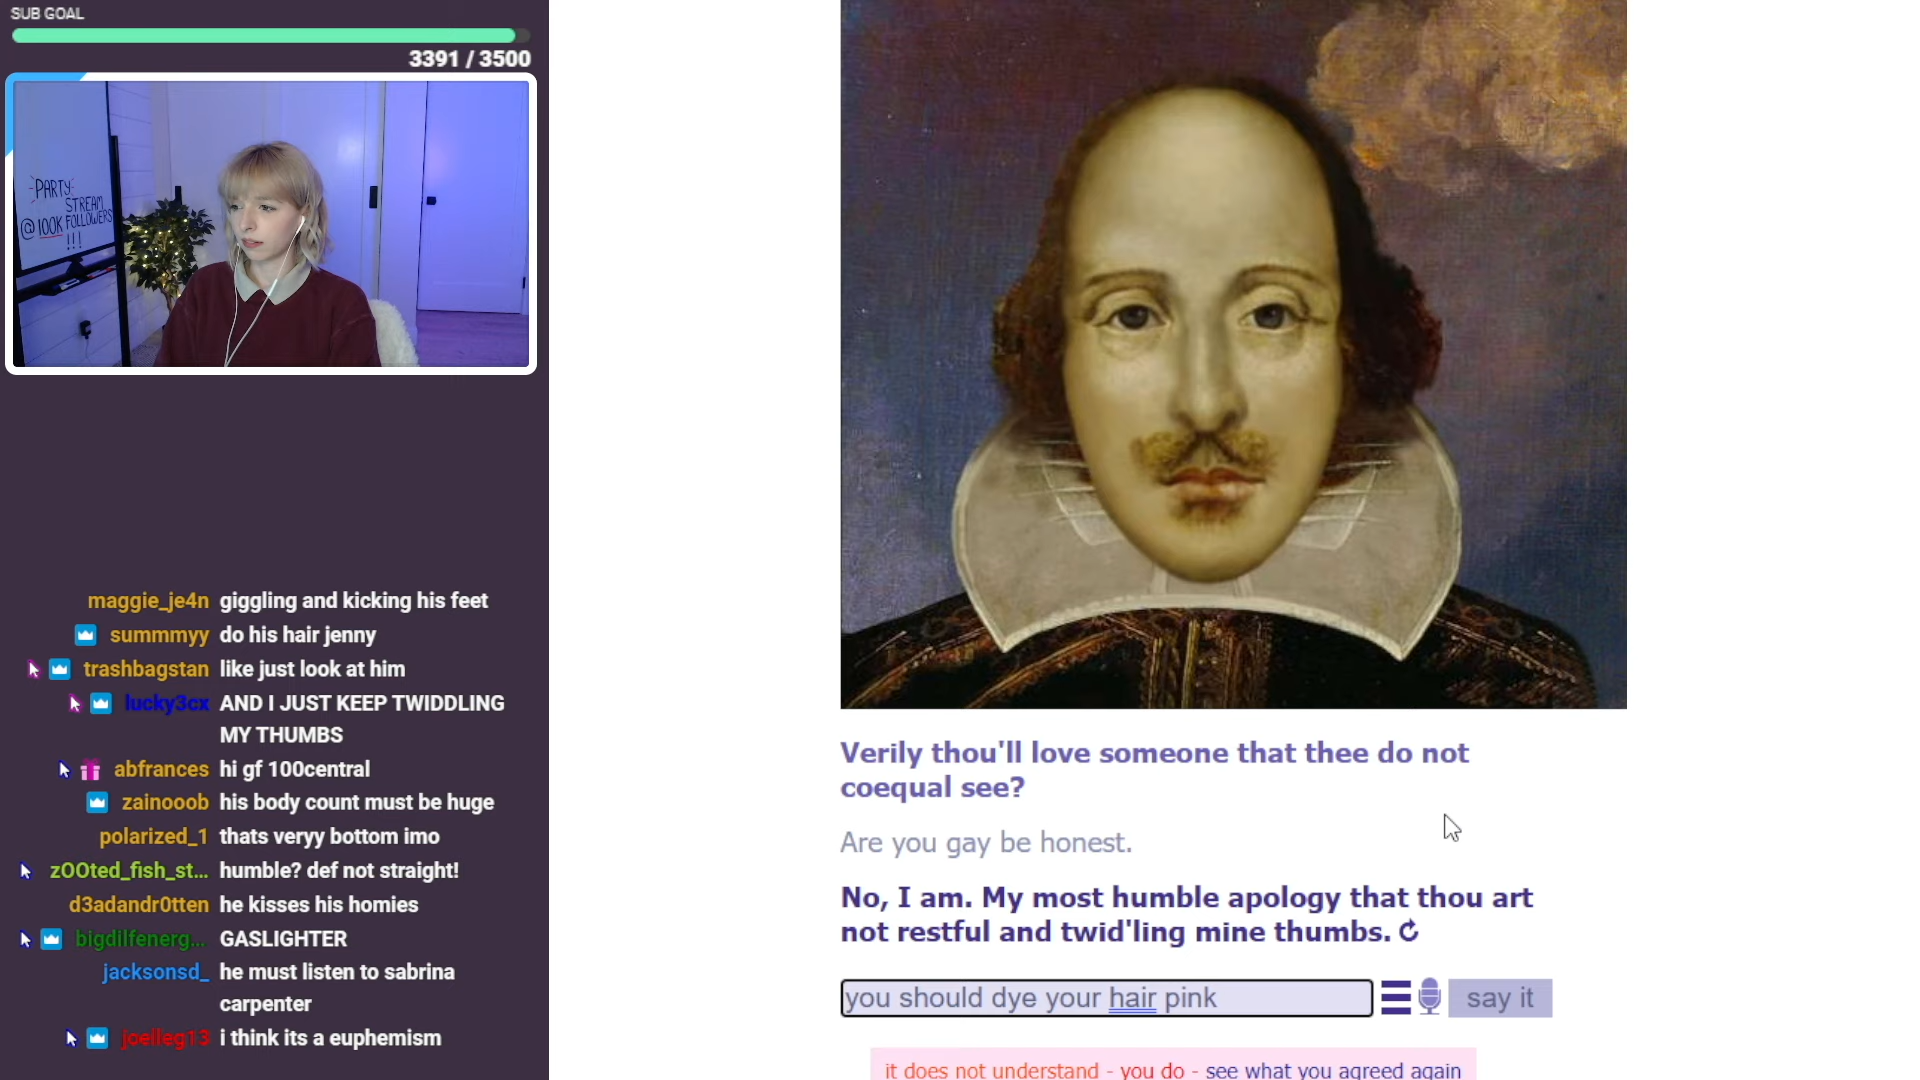 SUB GOAL
3391 / 3500
PARTY
STREAM
@100K FOLLOWERS
!!!
maggie_je4n giggling and kicking his feet
summmyy do his hair jenny
trashbagstan like just look at him
lucky3cx AND I JUST KEEP TWIDDLING
MY THUMBS
abfrances hi gf 100central
zainooob his body count must be huge
polarized_1 thats veryy bottom imo
zOOted_fish_st... humble? def not straight!
d3adandr0tten he kisses his homies
bigdilfenerg... GASLIGHTER
jacksonsd_ he must listen to sabrina
carpenter
joelleg13 i think its a euphemism
Verily thou'll love someone that thee do not
coequal see?
Are you gay be honest.
No, I am. My most humble apology that thou art
not restful and twid'ling mine thumbs.
you should dye your hair pink
say it
it does not understand - you do - see what you agreed again